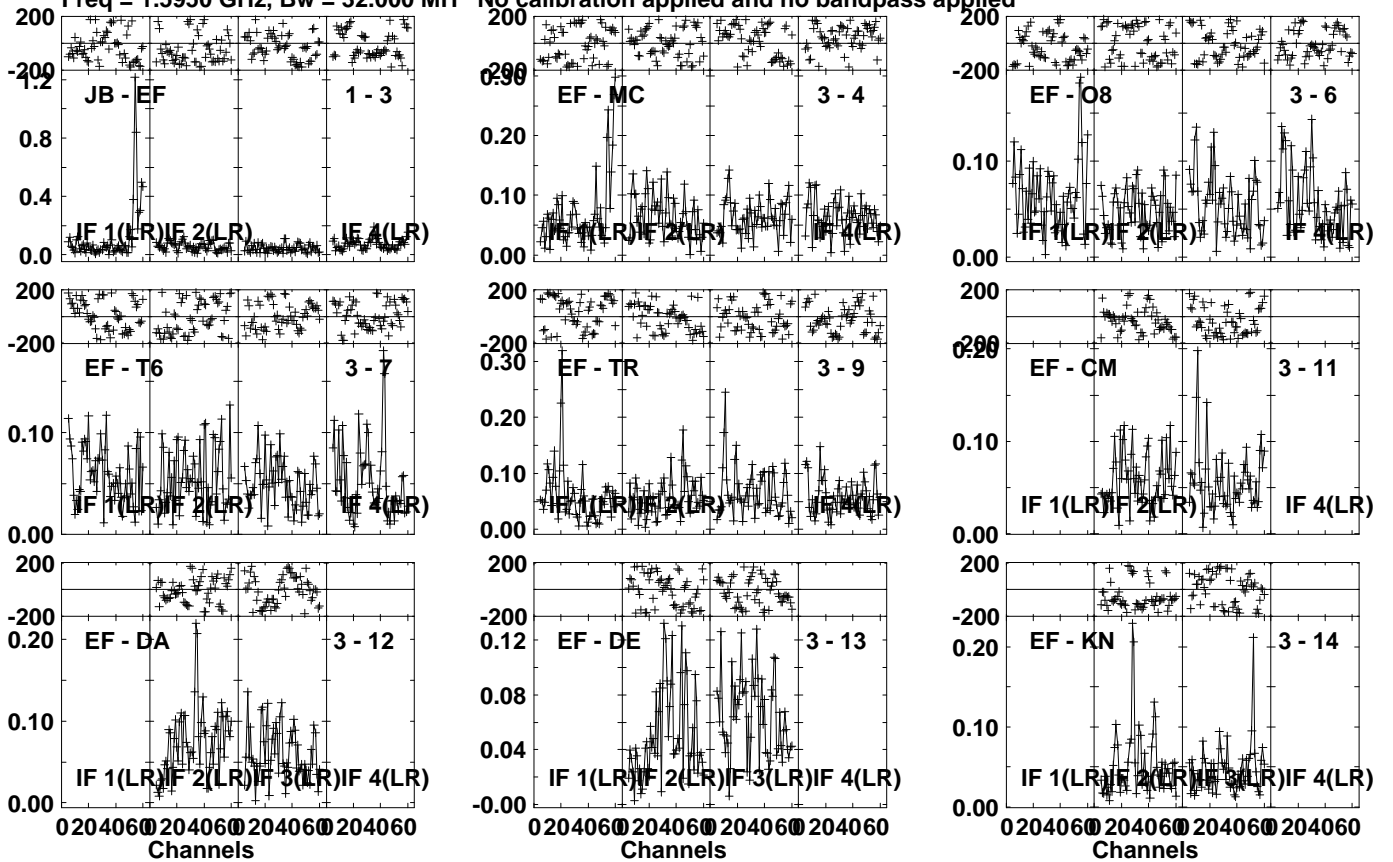 Freq = 1.5950 GHz, Bw = 32.000 MH No calibration applied and no bandpass applied
200 200 200
-200 -200
1.2 JB - EF 1 - 3 0.30 EF - MC 3 - 4 EF - O8 3 - 6
0.8 0.20
0.4 0.10 0.10
IF 1(LR) IF 2(LR) IF 4(LR) IF 1(LR) IF 2(LR) IF 4(LR) IF 1(LR) IF 2(LR) IF 4(LR)
0.0 0.00 0.00
200 200 200
-200 -200
EF - T6 3 - 7 0.30 EF - TR 3 - 9 0.20 EF - CM 3 - 11
0.20
0.10 0.10 0.10
IF 1(LR) IF 2(LR) IF 4(LR) IF 1(LR) IF 2(LR) IF 4(LR) IF 1(LR) IF 2(LR) IF 4(LR)
0.00 0.00 0.00
200 200 200
-200 -200 -200
0.20 EF - DA 3 - 12 0.12 EF - DE 3 - 13 0.20 EF - KN 3 - 14
0.10 0.08 0.10
0.04
IF 1(LR) IF 2(LR) IF 3(LR) IF 4(LR) IF 1(LR) IF 2(LR) IF 3(LR) IF 4(LR) IF 1(LR) IF 2(LR) IF 3(LR) IF 4(LR)
0.00 -0.00 0.00
0 20 40 60 0 20 40 60 0 20 40 60 0 20 40 60 0 20 40 60 0 20 40 60 0 20 40 60 0 20 40 60 0 20 40 60 0 20 40 60 0 20 40 60 0 20 40 60
Channels Channels Channels